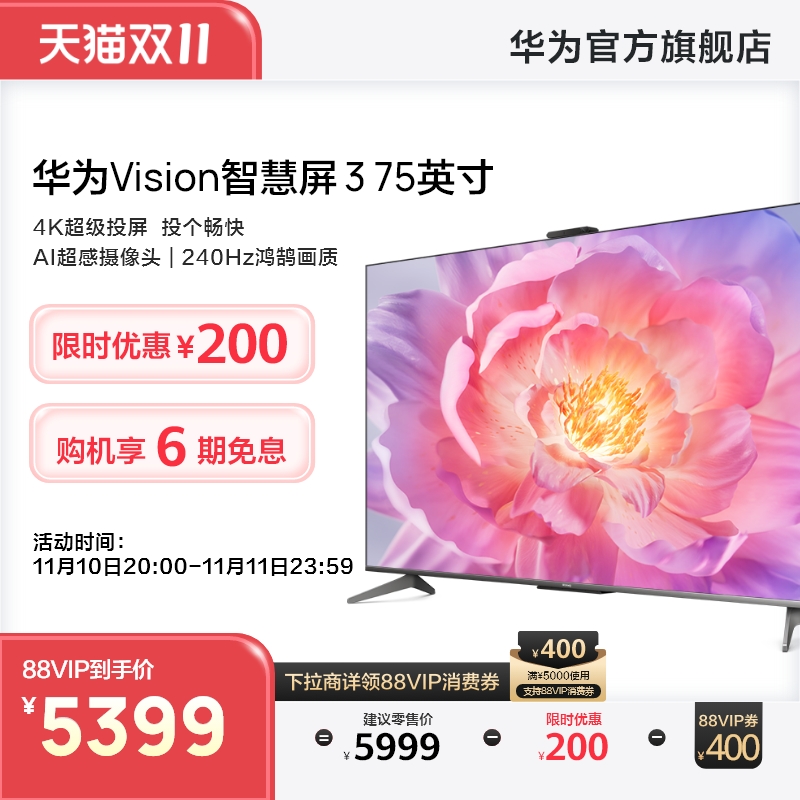 天猫双11
华为官方旗舰店
华为Vision智慧屏 3 75英寸
4K超级投屏 投个畅快
AI超感摄像头 | 240Hz鸿鹄画质
限时优惠 ¥200
购机享 6 期免息
活动时间：
11月10日20:00-11月11日23:59
88VIP到手价
¥5399
下拉商详领88VIP消费券
¥400
满¥5000使用
支持88VIP消费券
=
建议零售价
¥5999
-
限时优惠
¥200
-
88VIP券
¥400